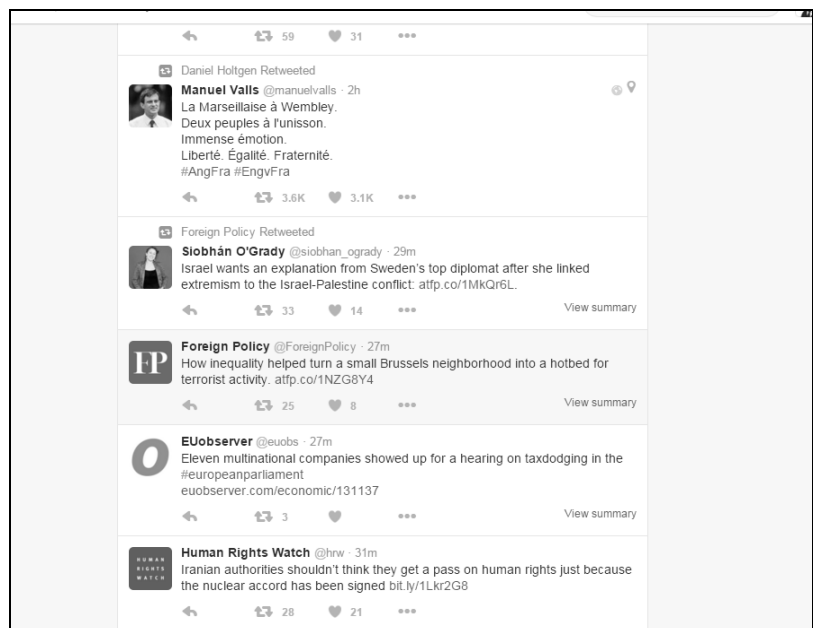 59 31
Daniel Holtgen Retweeted
Manuel Valls @manuelvalls · 2h
La Marseillaise à Wembley.
Deux peuples à l'unisson.
Immense émotion.
Liberté. Égalité. Fraternité.
#AngFra #EngvFra
3.6K 3.1K
Foreign Policy Retweeted
Siobhán O'Grady @siobhan_ogrady · 29m
Israel wants an explanation from Sweden's top diplomat after she linked
extremism to the Israel-Palestine conflict: atfp.co/1MkQr6L.
33 14 View summary
FP
Foreign Policy @ForeignPolicy · 27m
How inequality helped turn a small Brussels neighborhood into a hotbed for
terrorist activity. atfp.co/1NZG8Y4
25 8 View summary
O
EUobserver @euobs · 27m
Eleven multinational companies showed up for a hearing on taxdodging in the
#europeanparliament
euobserver.com/economic/131137
3 View summary
HUMAN
RIGHTS
WATCH
Human Rights Watch @hrw · 31m
Iranian authorities shouldn't think they get a pass on human rights just because
the nuclear accord has been signed bit.ly/1Lkr2G8
28 21